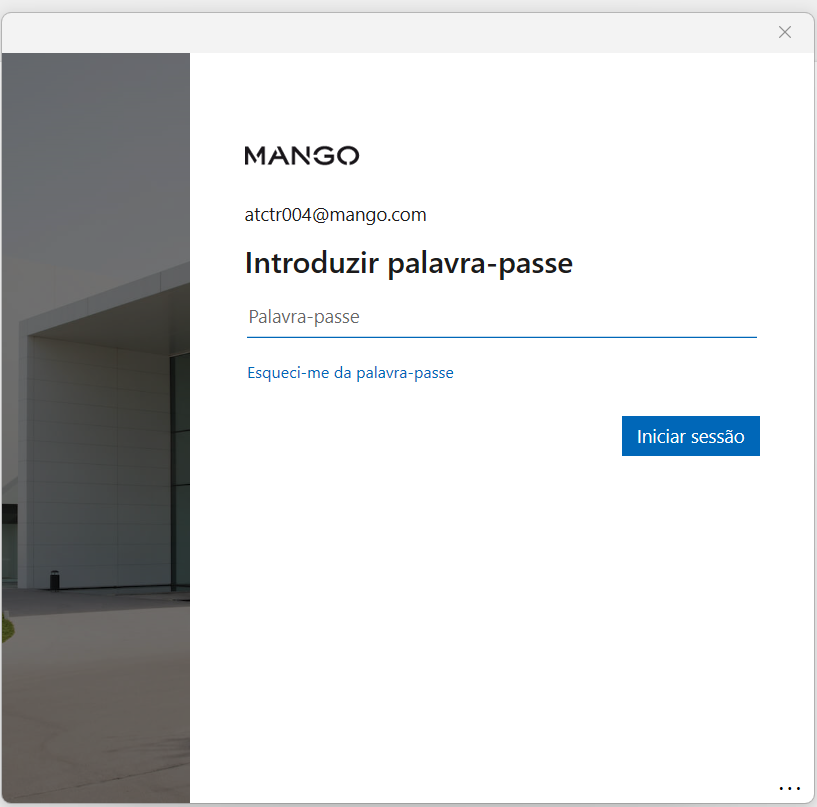 MANGO
atctr004@mango.com
Introduzir palavra-passe
Palavra-passe
Esqueci-me da palavra-passe
Iniciar sessão